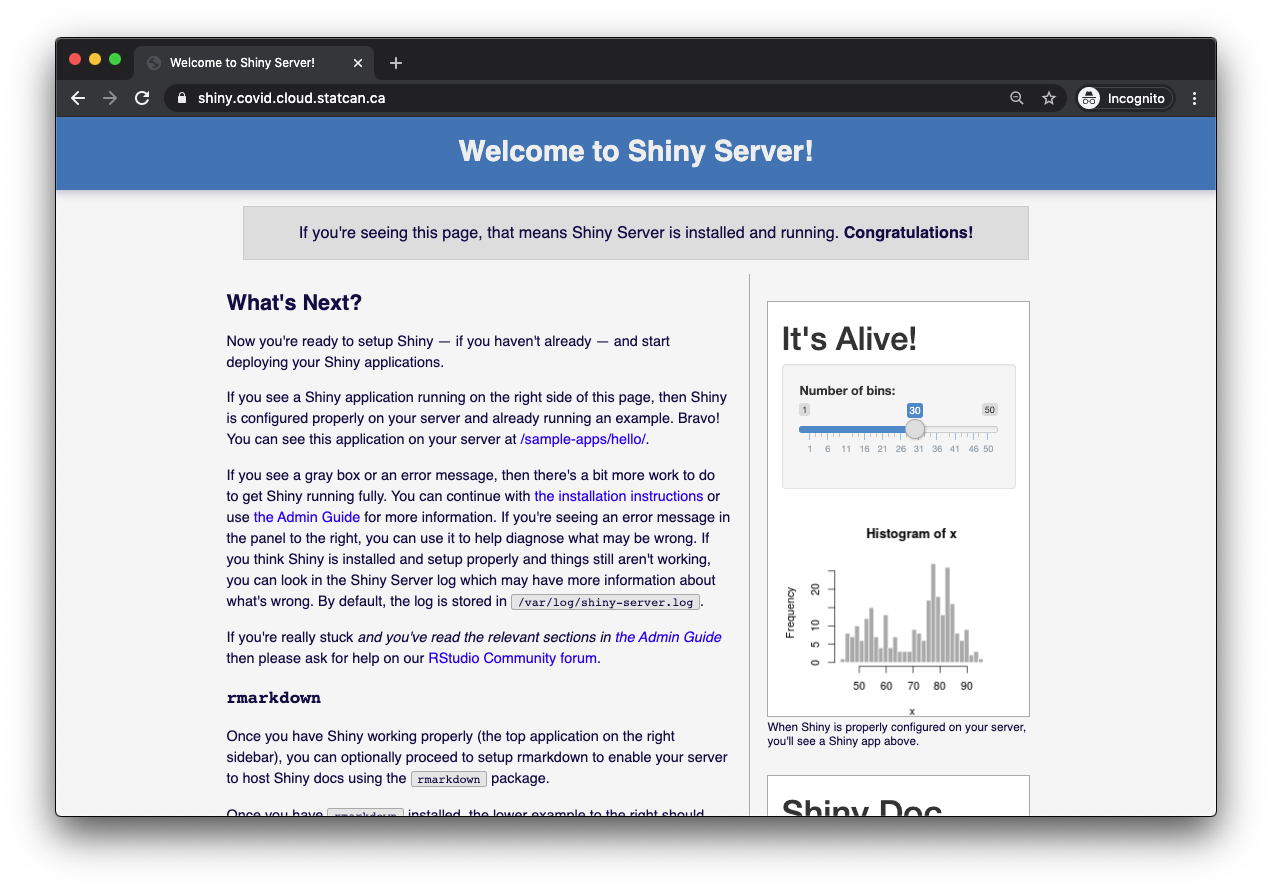 Welcome to Shiny Server!
shiny.covid.cloud.statcan.ca
Incognito
Welcome to Shiny Server!
If you're seeing this page, that means Shiny Server is installed and running. Congratulations!
What's Next?
Now you're ready to setup Shiny — if you haven't already — and start
deploying your Shiny applications.
If you see a Shiny application running on the right side of this page, then Shiny
is configured properly on your server and already running an example. Bravo!
You can see this application on your server at /sample-apps/hello/.
If you see a gray box or an error message, then there's a bit more work to do
to get Shiny running fully. You can continue with the installation instructions or
use the Admin Guide for more information. If you're seeing an error message in
the panel to the right, you can use it to help diagnose what may be wrong. If
you think Shiny is installed and setup properly and things still aren't working,
you can look in the Shiny Server log which may have more information about
what's wrong. By default, the log is stored in /var/log/shiny-server.log.
If you're really stuck and you've read the relevant sections in the Admin Guide
then please ask for help on our RStudio Community forum.
rmarkdown
Once you have Shiny working properly (the top application on the right
sidebar), you can optionally proceed to setup rmarkdown to enable your server
to host Shiny docs using the rmarkdown package.
Once you have rmarkdown installed, the lower example to the right should
It's Alive!
Number of bins:
1 30 50
1 6 11 16 21 26 31 36 41 46 50
Histogram of x
Frequency
20
10
5
0
50 60 70 80 90
x
When Shiny is properly configured on your server,
you'll see a Shiny app above.
Shiny Doc